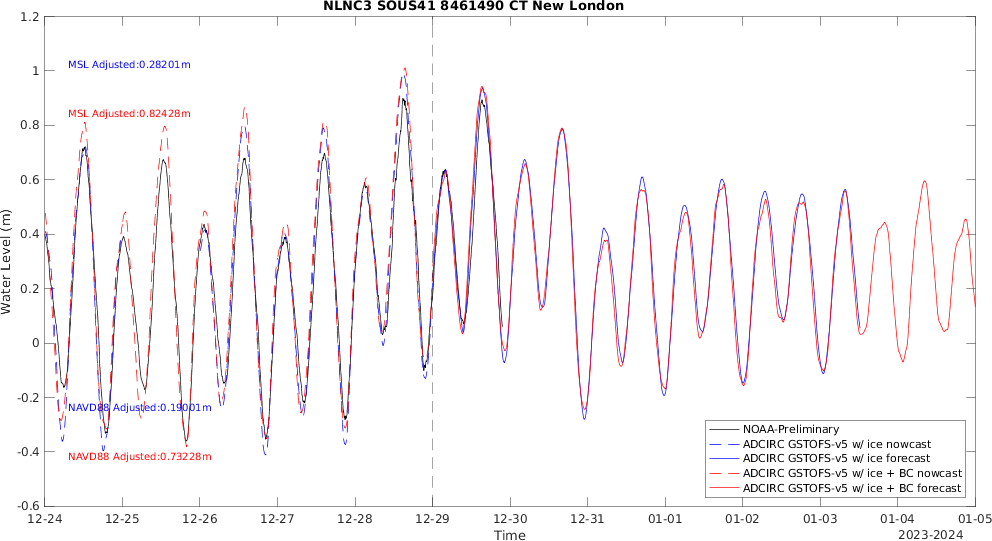 NLNC3 SOUS41 8461490 CT New London
1.2
1
0.8
0.6
0.4
0.2
0
-0.2
-0.4
-0.6
Water Level (m)
MSL Adjusted:0.28201m
MSL Adjusted:0.82428m
NAVD88 Adjusted:0.19001m
NAVD88 Adjusted:0.73228m
NOAA-Preliminary
ADCIRC GSTOFS-v5 w/ ice nowcast
ADCIRC GSTOFS-v5 w/ ice forecast
ADCIRC GSTOFS-v5 w/ ice + BC nowcast
ADCIRC GSTOFS-v5 w/ ice + BC forecast
12-24 12-25 12-26 12-27 12-28 12-29 12-30 12-31 01-01 01-02 01-03 01-04 01-05
Time
2023-2024